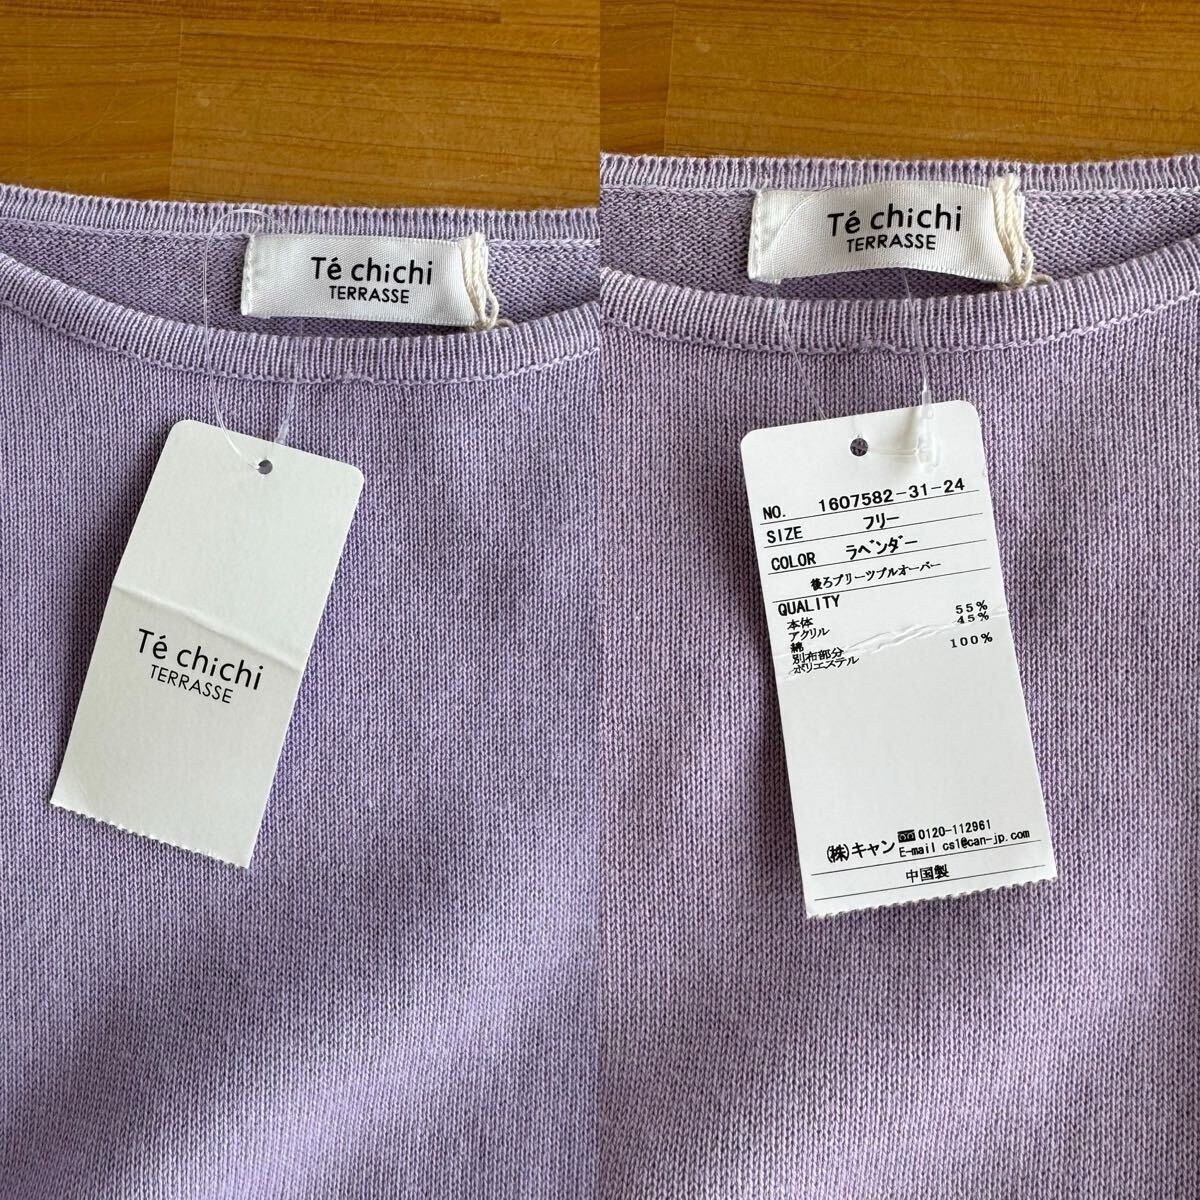 Té chichi
TERRASSE
Té chichi
TERRASSE
Té chichi
TERRASSE
NO. 1607582-31-24
SIZE フリー
COLOR ラベンダー
後ろプリーツプルオーバー
QUALITY
本体
アクリル 55%
綿 45%
別布部分
ポリエステル 100%
(株)キャン 0120-112961
E-mail cs1@can-jp.com
中国製